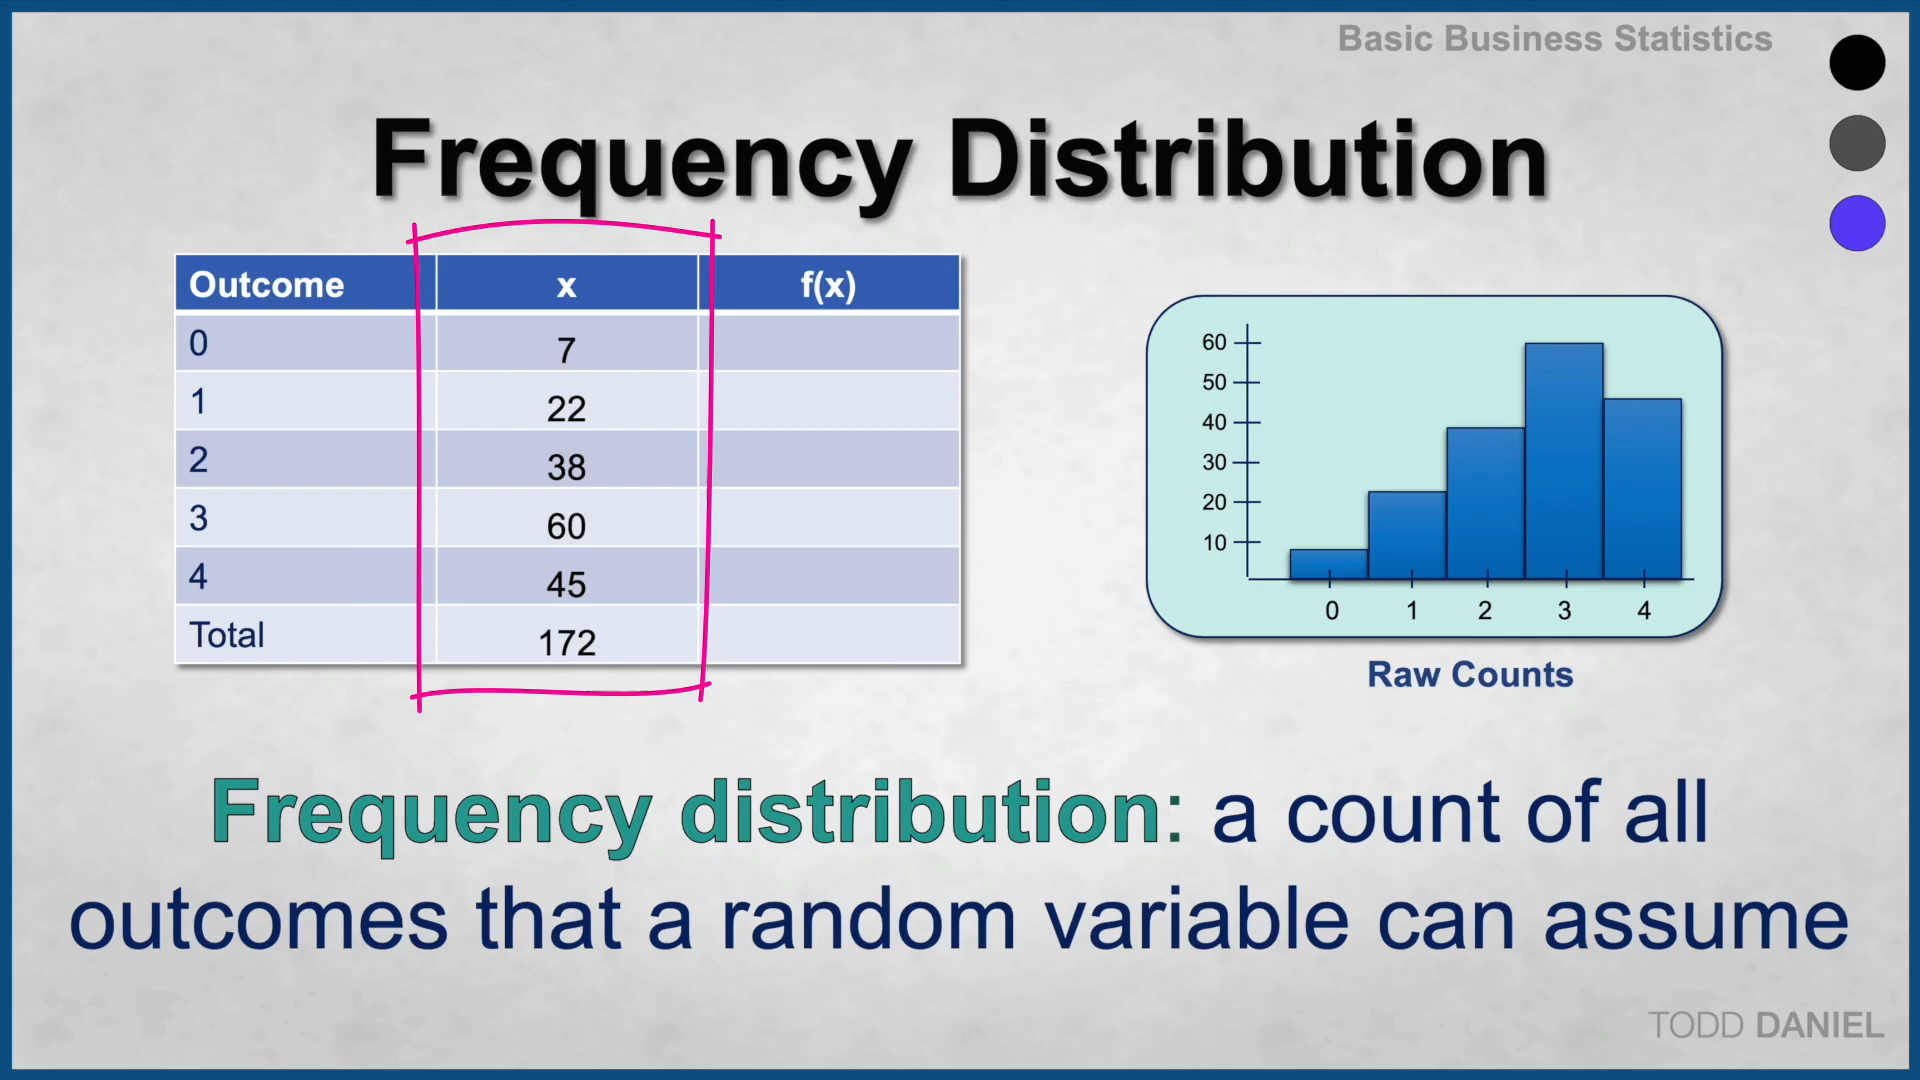 Basic Business Statistics
Frequency Distribution
Outcome x f(x)
0 7
1 22
2 38
3 60
4 45
Total 172
60
50
40
30
20
10
0 1 2 3 4
Raw Counts
Frequency distribution: a count of all
outcomes that a random variable can assume
TODD DANIEL